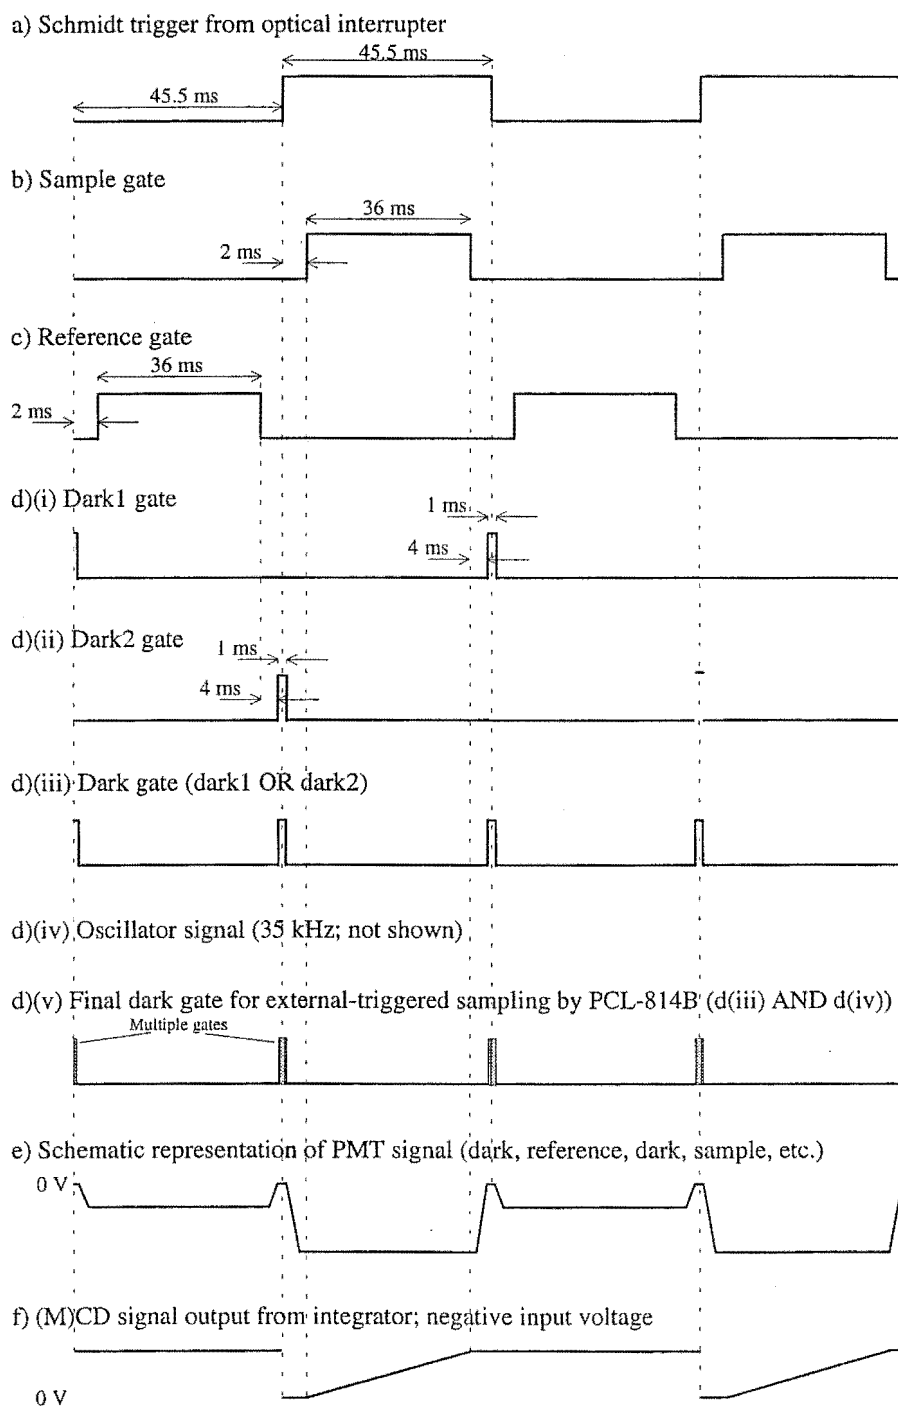 a) Schmidt trigger from optical interrupter
45.5 ms
45.5 ms
b) Sample gate
36 ms
2 ms
c) Reference gate
36 ms
2 ms
d)(i) Dark1 gate
1 ms
4 ms
d)(ii) Dark2 gate
1 ms
4 ms
d)(iii) Dark gate (dark1 OR dark2)
d)(iv) Oscillator signal (35 kHz; not shown)
d)(v) Final dark gate for external-triggered sampling by PCL-814B (d(iii) AND d(iv))
Multiple gates
e) Schematic representation of PMT signal (dark, reference, dark, sample, etc.)
0 V
f) (M)CD signal output from integrator; negative input voltage
0 V